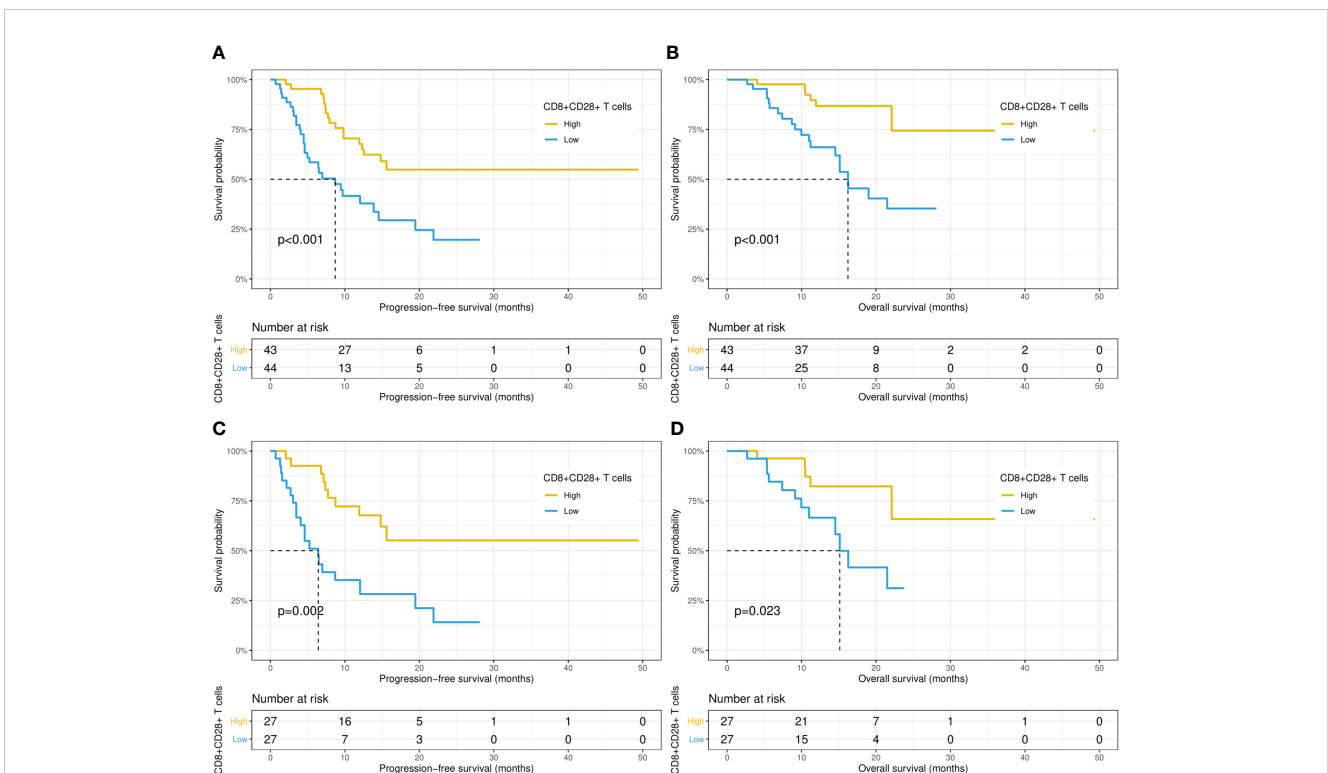 A
100%
75%
50%
25%
0%
Survival probability
CD8+CD28+ T cells
High
Low
p<0.001
0 10 20 30 40 50
Progression−free survival (months)
Number at risk
CD8+CD28+ T cells
High 43 27 6 1 1 0
Low 44 13 5 0 0 0
0 10 20 30 40 50
Progression−free survival (months)
B
100%
75%
50%
25%
0%
Survival probability
CD8+CD28+ T cells
High
Low
p<0.001
0 10 20 30 40 50
Overall survival (months)
Number at risk
CD8+CD28+ T cells
High 43 37 9 2 2 0
Low 44 25 8 0 0 0
0 10 20 30 40 50
Overall survival (months)
C
100%
75%
50%
25%
0%
Survival probability
CD8+CD28+ T cells
High
Low
p=0.002
0 10 20 30 40 50
Progression−free survival (months)
Number at risk
CD8+CD28+ T cells
High 27 16 5 1 1 0
Low 27 7 3 0 0 0
0 10 20 30 40 50
Progression−free survival (months)
D
100%
75%
50%
25%
0%
Survival probability
CD8+CD28+ T cells
High
Low
p=0.023
0 10 20 30 40 50
Overall survival (months)
Number at risk
CD8+CD28+ T cells
High 27 21 7 1 1 0
Low 27 15 4 0 0 0
0 10 20 30 40 50
Overall survival (months)